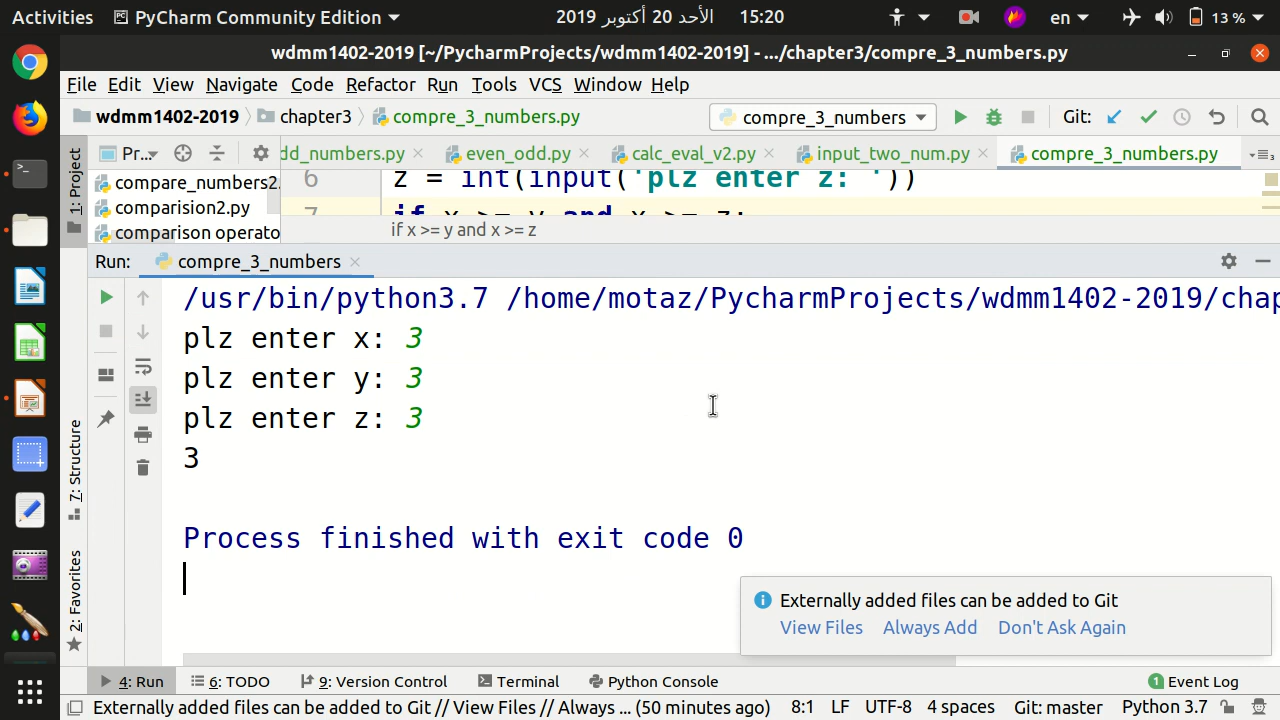 Activities PyCharm Community Edition الأحد 20 أكتوبر 2019 15:20 en 13 %
wdmm1402-2019 [~/PycharmProjects/wdmm1402-2019] - .../chapter3/compre_3_numbers.py
File Edit View Navigate Code Refactor Run Tools VCS Window Help
wdmm1402-2019 chapter3 compre_3_numbers.py compre_3_numbers Git:
1: Project Pr... dd_numbers.py even_odd.py calc_eval_v2.py input_two_num.py compre_3_numbers.py 3
compare_numbers2.
comparision2.py
comparison operato
6 z = int(input('plz enter z: '))
7 if x >= y and x >= z:
if x >= y and x >= z
Run: compre_3_numbers
/usr/bin/python3.7 /home/motaz/PycharmProjects/wdmm1402-2019/chap
plz enter x: 3
plz enter y: 3
plz enter z: 3
3
Process finished with exit code 0
7: Structure
2: Favorites
Externally added files can be added to Git
View Files Always Add Don't Ask Again
4: Run 6: TODO 9: Version Control Terminal Python Console 1 Event Log
Externally added files can be added to Git // View Files // Always ... (50 minutes ago) 8:1 LF UTF-8 4 spaces Git: master Python 3.7